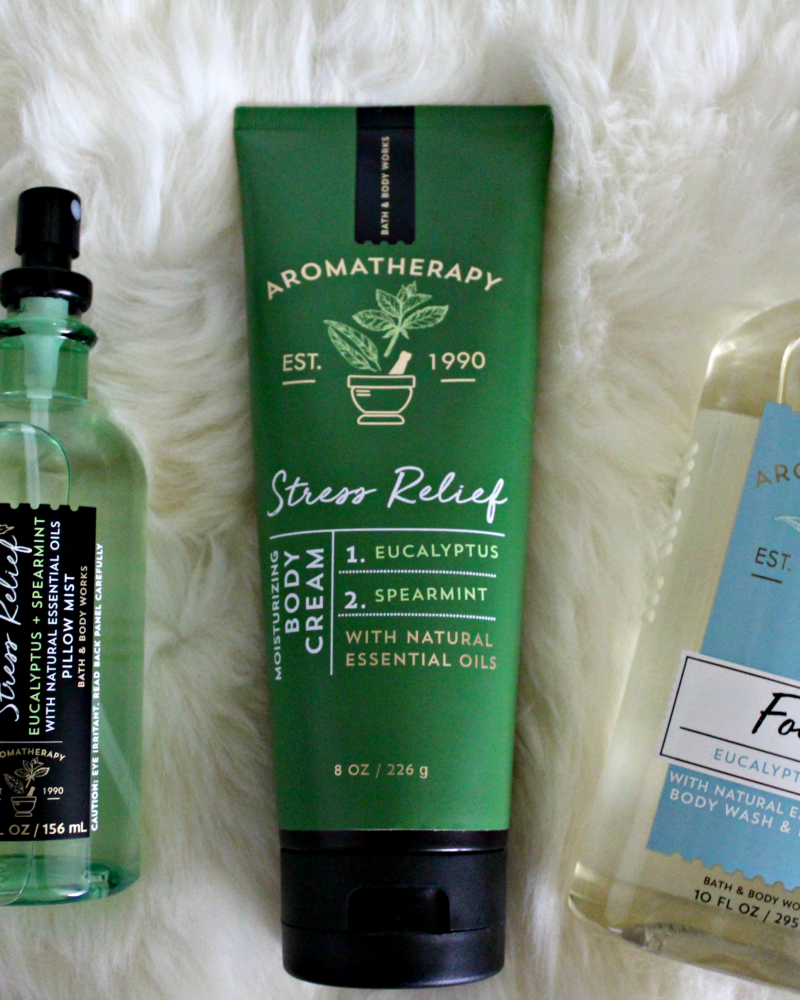 Stress Relief
EUCALYPTUS + SPEARMINT
WITH NATURAL ESSENTIAL OILS
PILLOW MIST
BATH & BODY WORKS
CAUTION: EYE IRRITANT, READ BACK PANEL CAREFULLY
1990
OZ / 156 mL
BATH & BODY WORKS
AROMATHERAPY
EST. 1990
Stress Relief
MOISTURIZING
BODY
CREAM
1. EUCALYPTUS
2. SPEARMINT
WITH NATURAL
ESSENTIAL OILS
8 OZ / 226 g
EST.
WITH NATURAL
BODY WASH &
BATH & BODY
10 FL OZ / 295